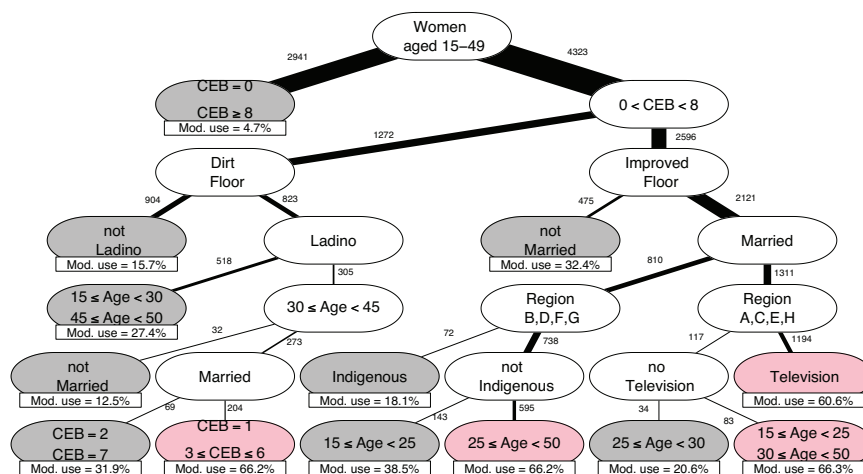 Women
aged 15−49
2941
4323
CEB = 0
CEB ≥ 8
Mod. use = 4.7%
0 < CEB < 8
1272
2596
Dirt
Floor
Improved
Floor
904
823
475
2121
not
Ladino
Mod. use = 15.7%
Ladino
not
Married
Mod. use = 32.4%
Married
518
305
810
1311
15 ≤ Age < 30
45 ≤ Age < 50
Mod. use = 27.4%
30 ≤ Age < 45
Region
B,D,F,G
Region
A,C,E,H
32
273
72
738
117
1194
not
Married
Mod. use = 12.5%
Married
Indigenous
Mod. use = 18.1%
not
Indigenous
no
Television
Television
Mod. use = 60.6%
69
204
143
595
34
83
CEB = 2
CEB = 7
Mod. use = 31.9%
CEB = 1
3 ≤ CEB ≤ 6
Mod. use = 66.2%
15 ≤ Age < 25
Mod. use = 38.5%
25 ≤ Age < 50
Mod. use = 66.2%
25 ≤ Age < 30
Mod. use = 20.6%
15 ≤ Age < 25
30 ≤ Age < 50
Mod. use = 66.3%